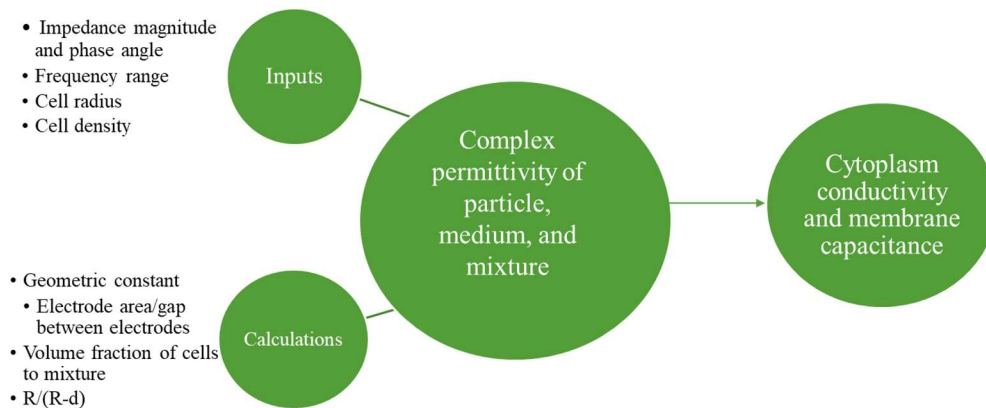 • Impedance magnitude
and phase angle
• Frequency range
• Cell radius
• Cell density
Inputs
Complex
permittivity of
particle,
medium, and
mixture
Cytoplasm
conductivity
and membrane
capacitance
• Geometric constant
• Electrode area/gap
between electrodes
• Volume fraction of cells
to mixture
• R/(R-d)
Calculations